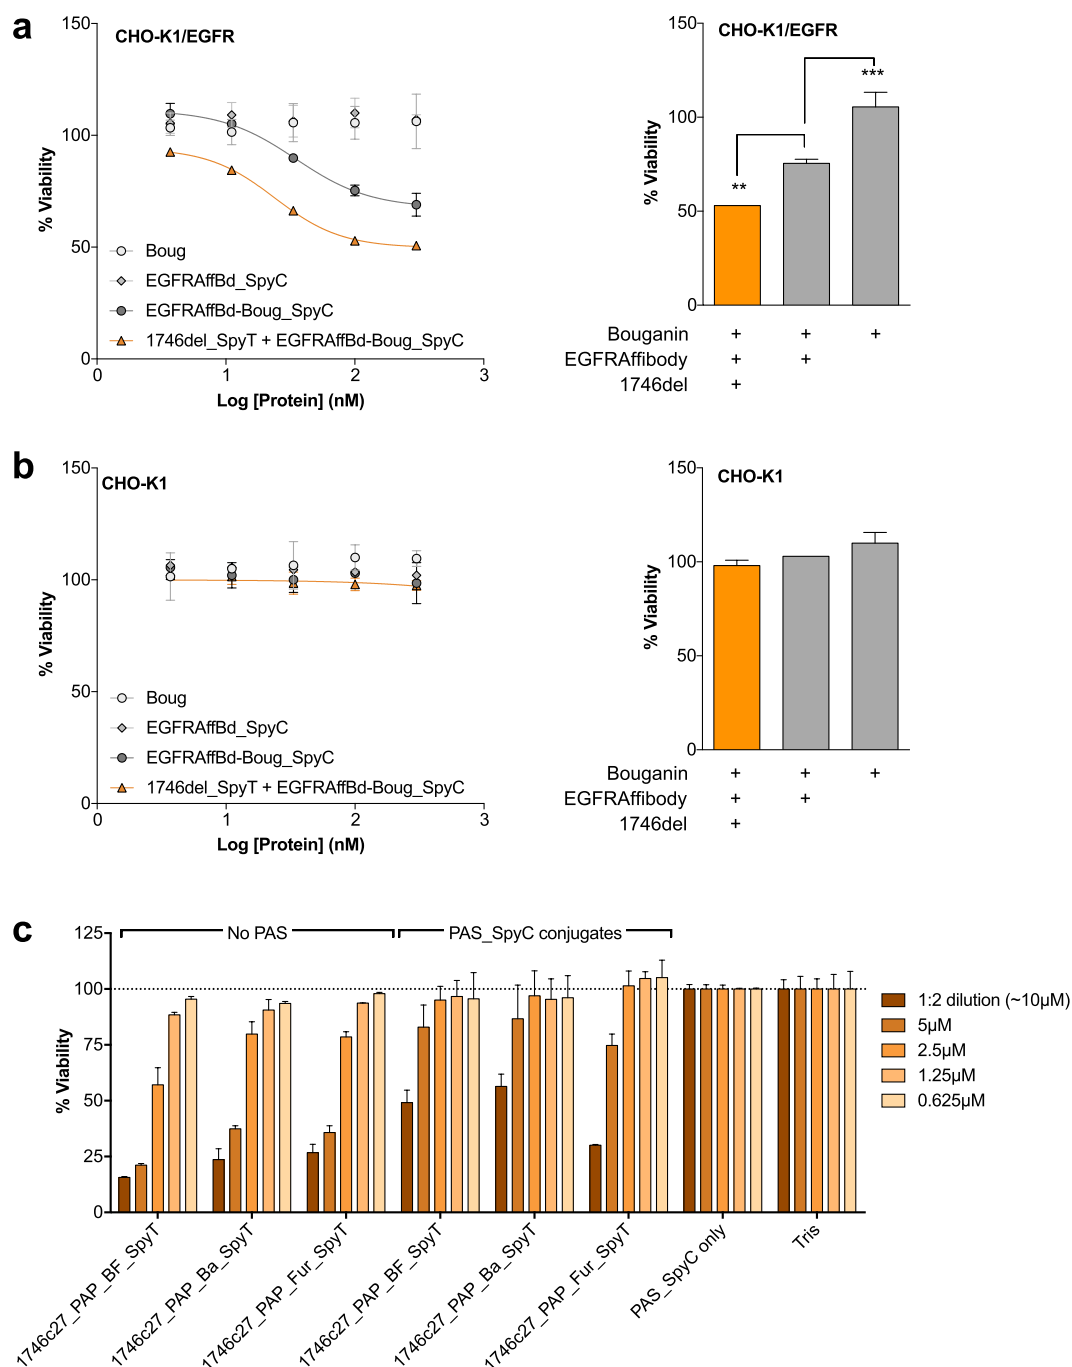 a
150
100
50
0
% Viability
CHO-K1/EGFR
Boug
EGFRAffBd_SpyC
EGFRAffBd-Boug_SpyC
1746del_SpyT + EGFRAffBd-Boug_SpyC
0 1 2 3
Log [Protein] (nM)
150
100
50
0
% Viability
CHO-K1/EGFR
**
***
Bouganin + + +
EGFRAffibody + +
1746del +
b
150
100
50
0
% Viability
CHO-K1
Boug
EGFRAffBd_SpyC
EGFRAffBd-Boug_SpyC
1746del_SpyT + EGFRAffBd-Boug_SpyC
0 1 2 3
Log [Protein] (nM)
150
100
50
0
% Viability
CHO-K1
Bouganin + + +
EGFRAffibody + +
1746del +
c
125
100
75
50
25
0
% Viability
No PAS
PAS_SpyC conjugates
1:2 dilution (~10μM)
5μM
2.5μM
1.25μM
0.625μM
1746c27_PAP_BF_SpyT
1746c27_PAP_Ba_SpyT
1746c27_PAP_Fur_SpyT
1746c27_PAP_BF_SpyT
1746c27_PAP_Ba_SpyT
1746c27_PAP_Fur_SpyT
PAS_SpyC only
Tris